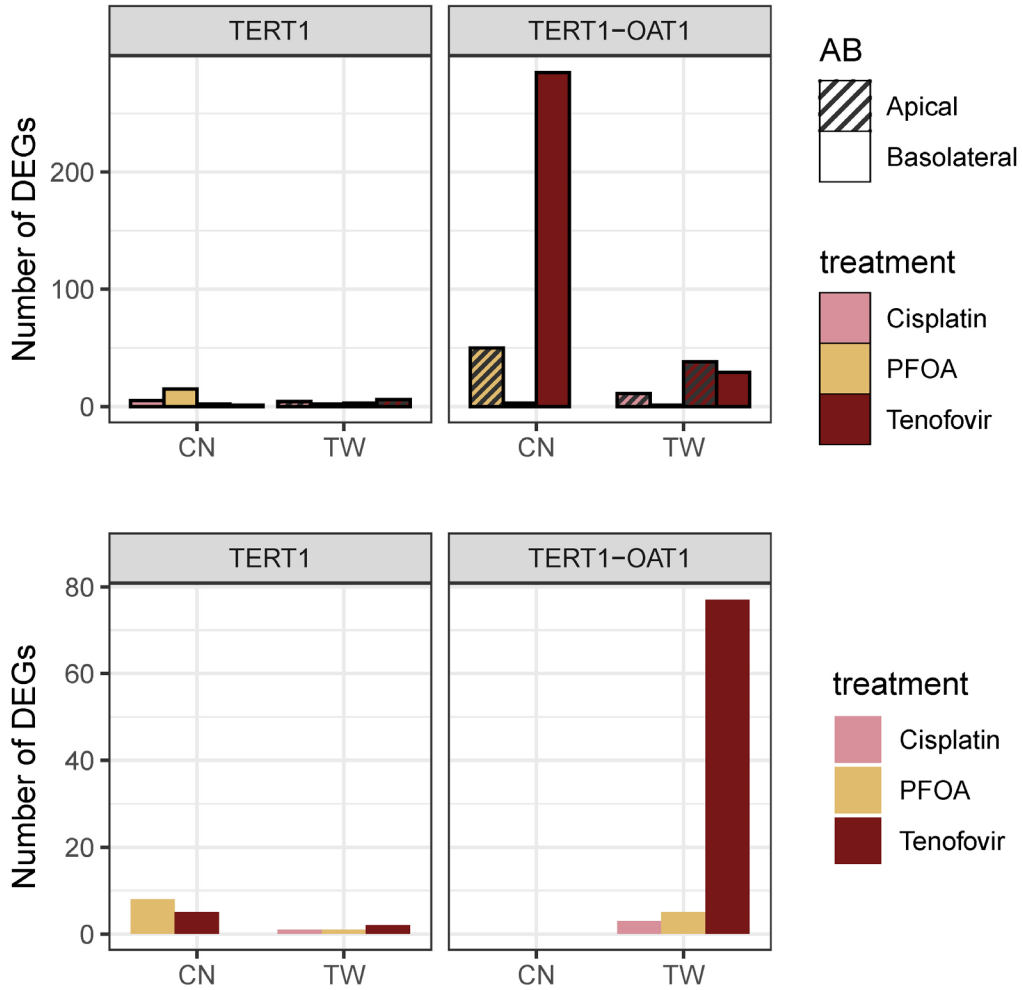 TERT1
TERT1−OAT1
Number of DEGs
200
100
0
CN
TW
CN
TW
AB
Apical
Basolateral
treatment
Cisplatin
PFOA
Tenofovir
TERT1
TERT1−OAT1
Number of DEGs
80
60
40
20
0
CN
TW
CN
TW
treatment
Cisplatin
PFOA
Tenofovir